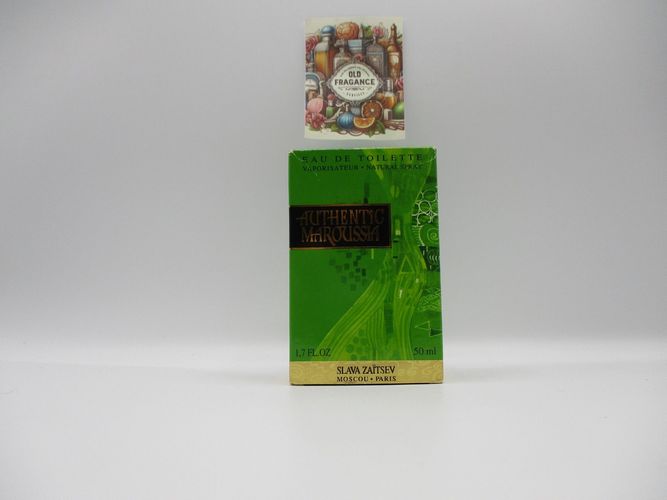 OLD
FRAGANCE
EAU DE TOILETTE
VAPORISATEUR • NATURAL SPRAY
AUTHENTIC
MAROUSSIA
1.7 FL.OZ
50 ml
SLAVA ZAÏTSEV
MOSCOU • PARIS